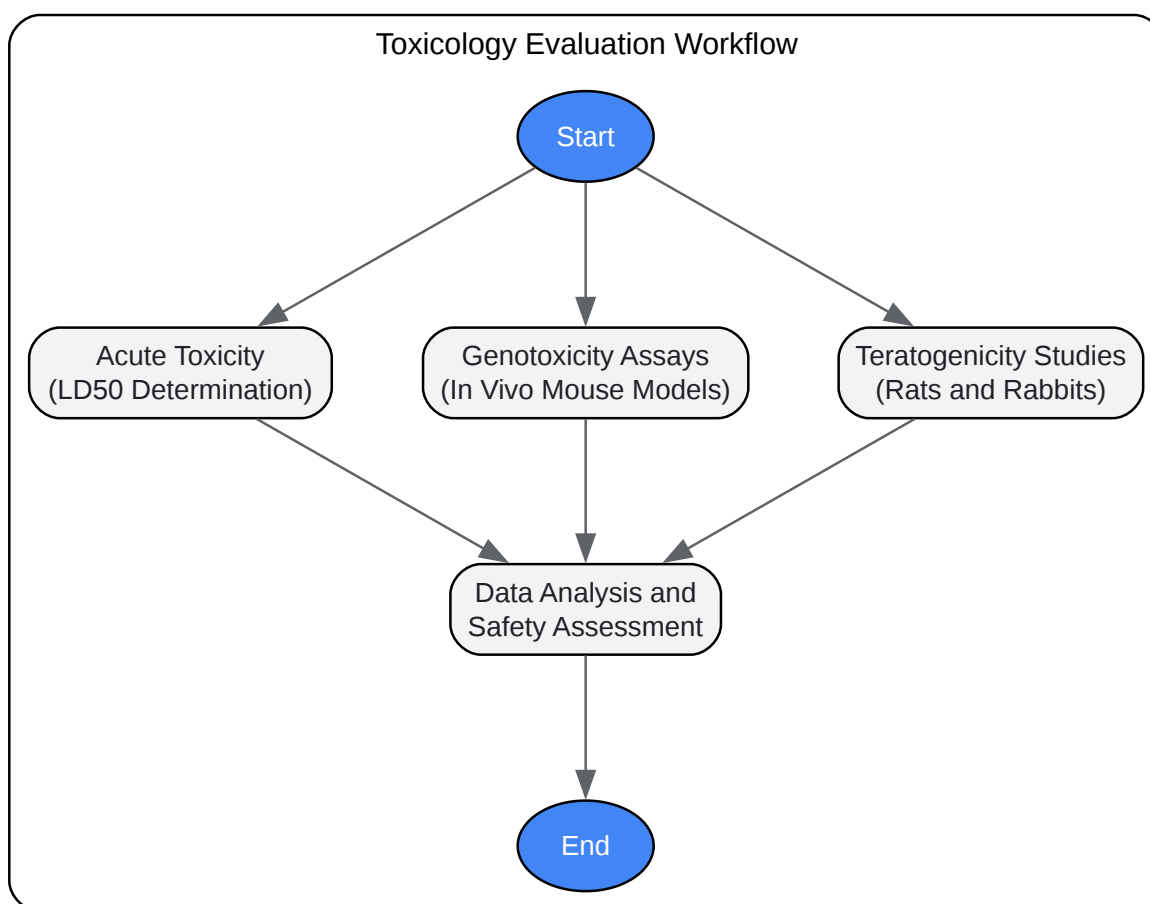 Toxicology Evaluation Workflow
Start
Acute Toxicity
(LD50 Determination)
Genotoxicity Assays
(In Vivo Mouse Models)
Teratogenicity Studies
(Rats and Rabbits)
Data Analysis and
Safety Assessment
End